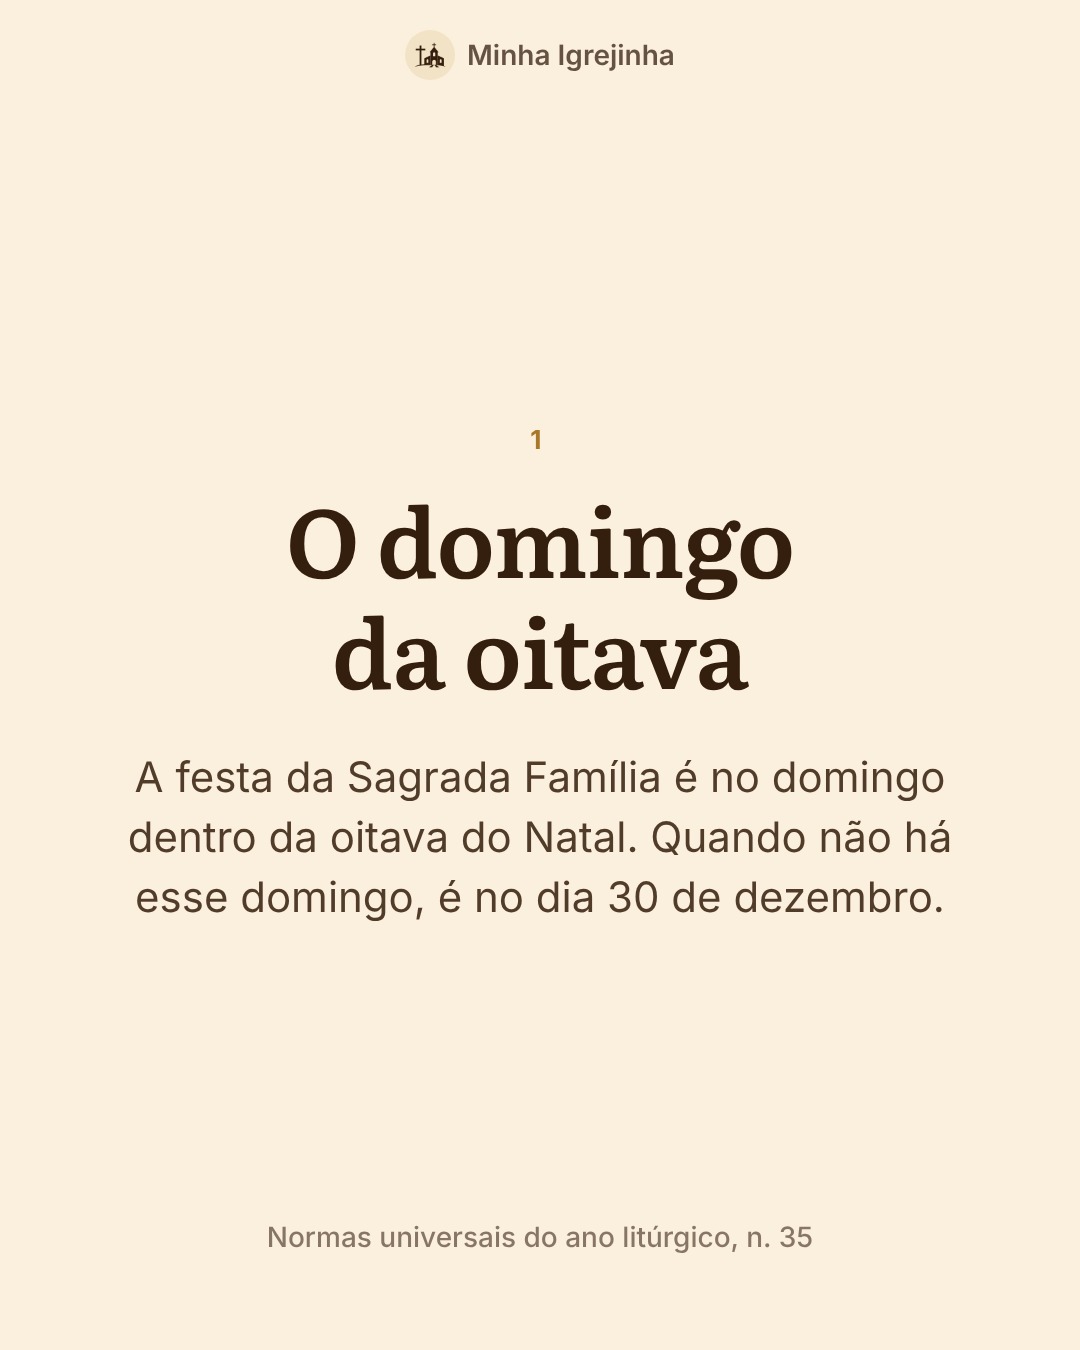 Minha Igrejinha
1
O domingo
da oitava
A festa da Sagrada Família é no domingo
dentro da oitava do Natal. Quando não há
esse domingo, é no dia 30 de dezembro.
Normas universais do ano litúrgico, n. 35